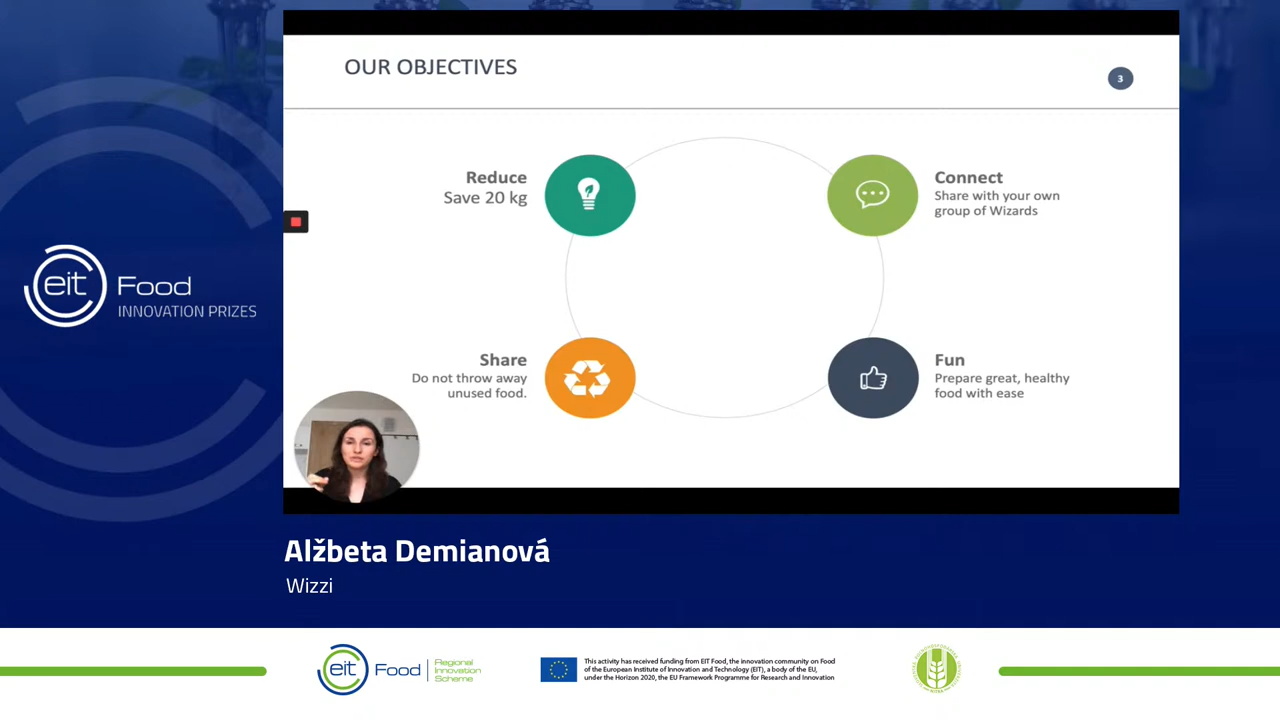 OUR OBJECTIVES
3
Reduce
Save 20 kg
Connect
Share with your own
group of Wizards
Share
Do not throw away
unused food.
Fun
Prepare great, healthy
food with ease
eit Food
INNOVATION PRIZES
Alžbeta Demianová
Wizzi
eit Food
Regional
Innovation
Scheme
This activity has received funding from EIT Food, the innovation community on Food
of the European Institute of Innovation and Technology (EIT), a body of the EU,
under the Horizon 2020, the EU Framework Programme for Research and Innovation